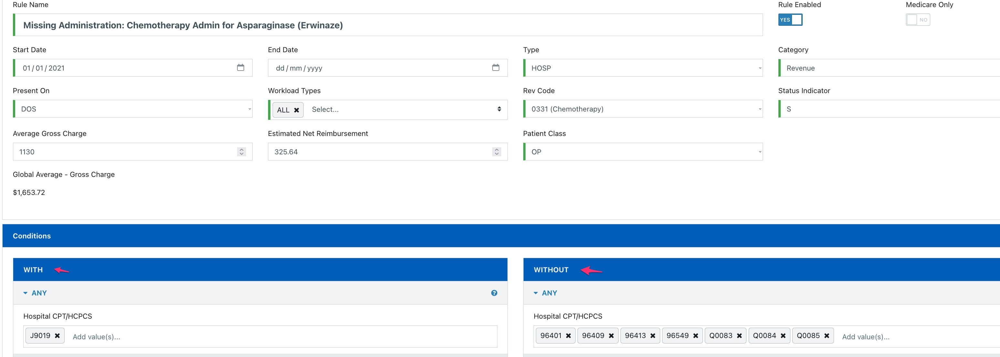 Rule Name
Rule Enabled
Medicare Only
Missing Administration: Chemotherapy Admin for Asparaginase (Erwinaze)
YES
NO
Start Date
End Date
Type
Category
01/01/2021
dd/mm/yyyy
HOSP
Revenue
Present On
Workload Types
Rev Code
Status Indicator
DOS
ALL Select...
0331 (Chemotherapy)
S
Average Gross Charge
Estimated Net Reimbursement
Patient Class
1130
325.64
OP
Global Average - Gross Charge
$1,653.72
Conditions
WITH
WITHOUT
ANY
ANY
Hospital CPT/HCPCS
Hospital CPT/HCPCS
J9019 Add value(s)...
96401 96409 96413 96549 Q0083 Q0084 Q0085 Add value(s)...